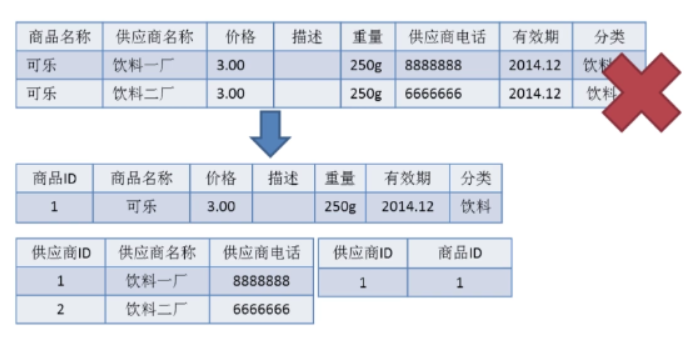 商品名称 供应商名称 价格 描述 重量 供应商电话 有效期 分类
可乐 饮料一厂 3.00 250g 8888888 2014.12 饮料
可乐 饮料二厂 3.00 250g 6666666 2014.12 饮料
商品ID 商品名称 价格 描述 重量 有效期 分类
1 可乐 3.00 250g 2014.12 饮料
供应商ID 供应商名称 供应商电话 供应商ID 商品ID
1 饮料一厂 8888888 1 1
2 饮料二厂 6666666